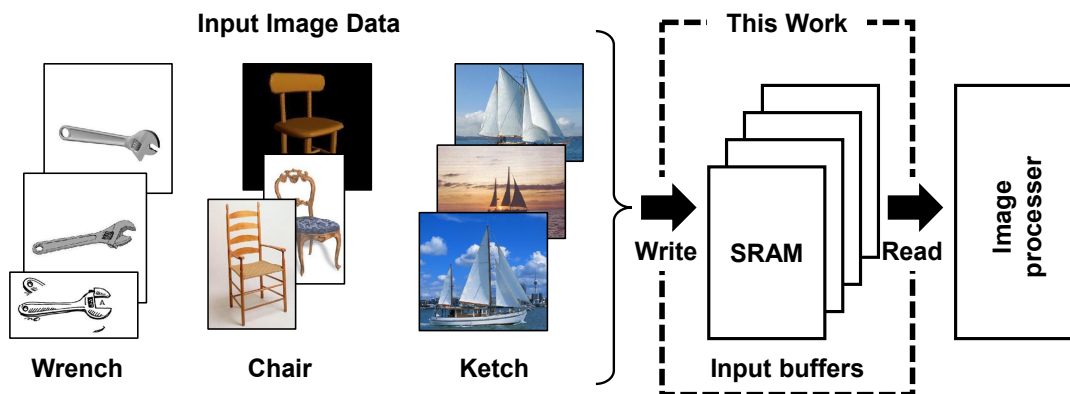 Input Image Data
This Work
Write
SRAM
Read
Image
processer
A
Wrench
Chair
Ketch
Input buffers